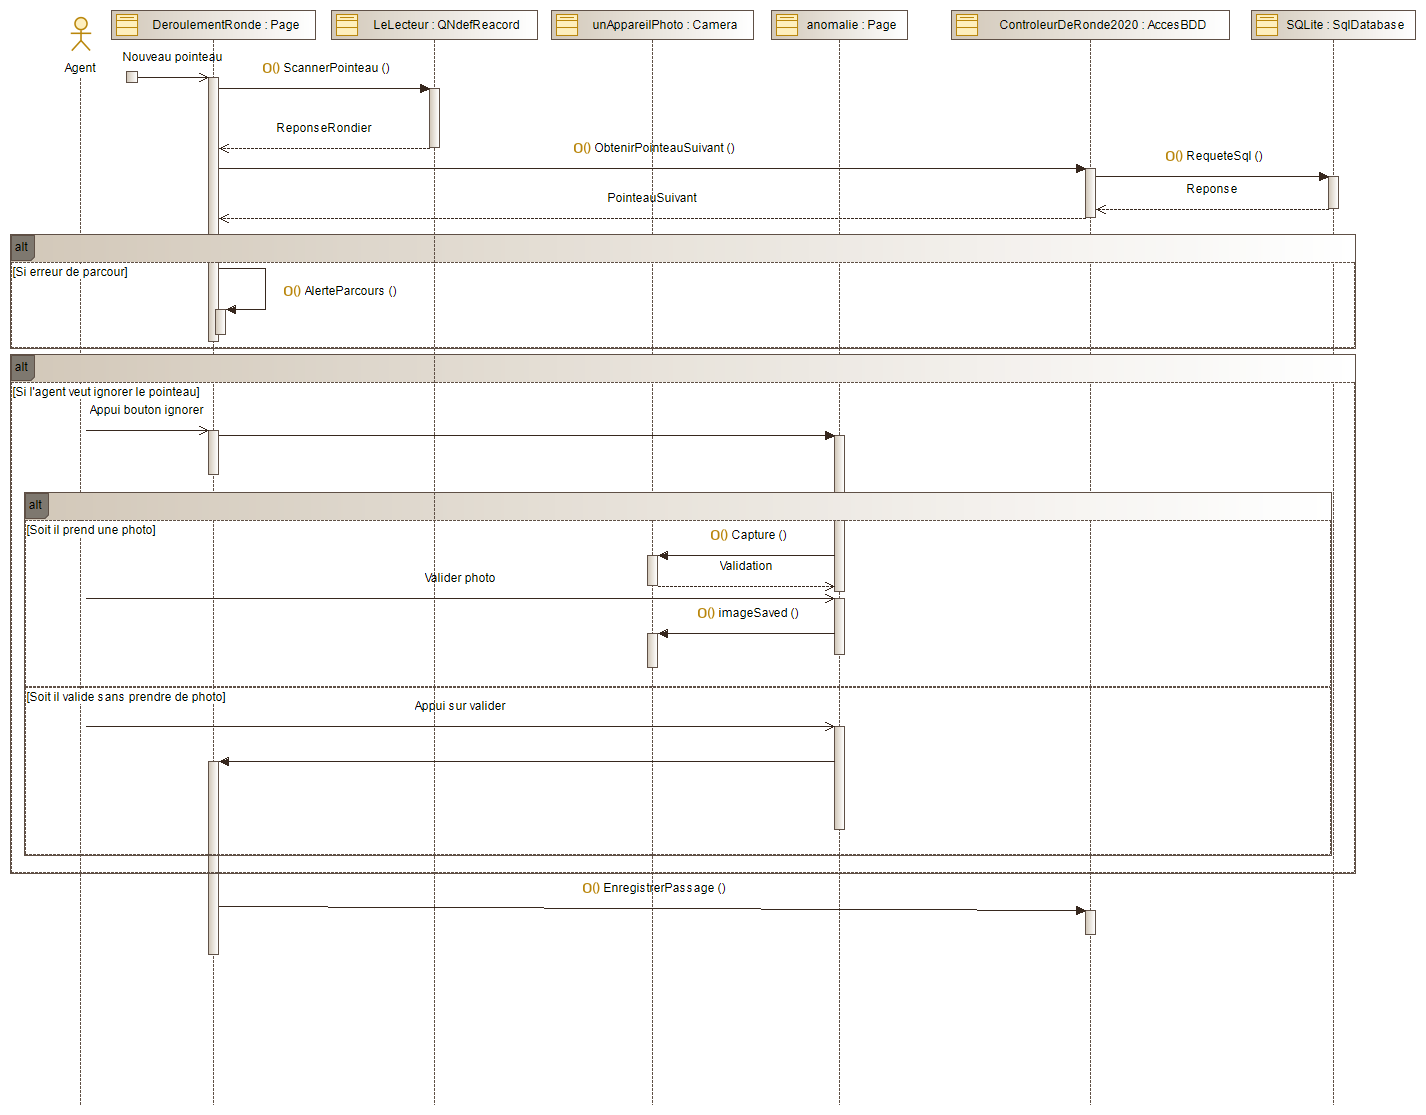 DeroulementRonde : Page
LeLecteur : QNdefReacord
unAppareilPhoto : Camera
anomalie : Page
ControleurDeRonde2020 : AccesBDD
SQLite : SqlDatabase
Agent
Nouveau pointeau
O() ScannerPointeau ()
ReponseRondier
O() ObtenirPointeauSuivant ()
O() RequeteSql ()
Reponse
PointeauSuivant
alt
[Si erreur de parcour]
O() AlerteParcours ()
alt
[Si l'agent veut ignorer le pointeau]
Appui bouton ignorer
alt
[Soit il prend une photo]
O() Capture ()
Validation
Valider photo
O() imageSaved ()
[Soit il valide sans prendre de photo]
Appui sur valider
O() EnregistrerPassage ()